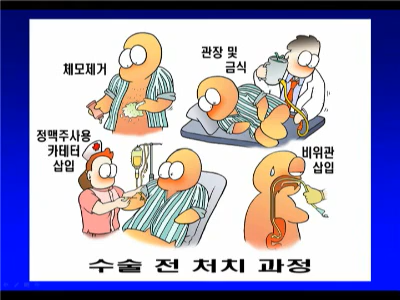 체모제거
관장 및
금식
정맥주사용
카테터
삽입
비위관
삽입
수술 전 처치 과정